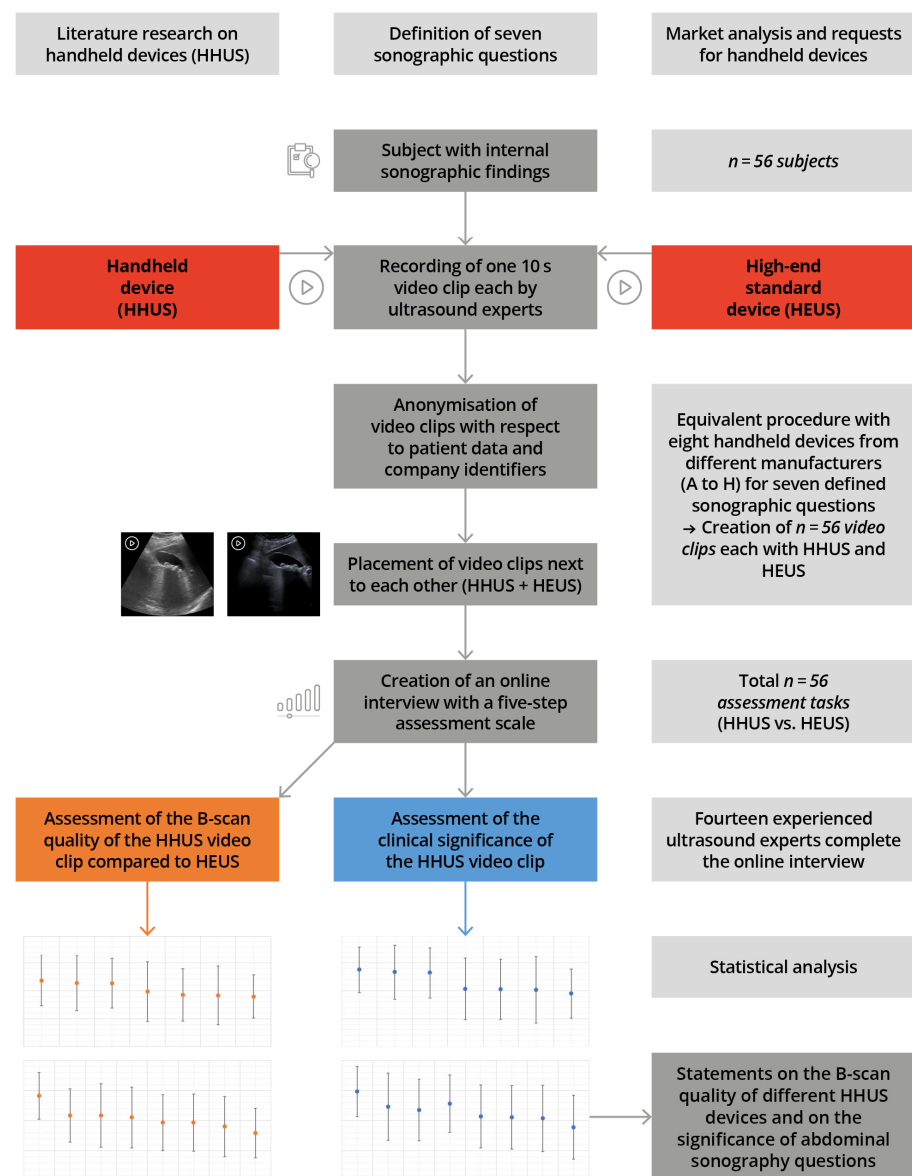 Literature research on
handheld devices (HHUS)
Definition of seven
sonographic questions
Market analysis and requests
for handheld devices
Subject with internal
sonographic findings
n = 56 subjects
Handheld
device
(HHUS)
Recording of one 10 s
video clip each by
ultrasound experts
High-end
standard
device (HEUS)
Anonymisation of
video clips with respect
to patient data and
company identifiers
Equivalent procedure with
eight handheld devices from
different manufacturers
(A to H) for seven defined
sonographic questions
→ Creation of n = 56 video
clips each with HHUS and
HEUS
Placement of video clips next
to each other (HHUS + HEUS)
Creation of an online
interview with a five-step
assessment scale
Total n = 56
assessment tasks
(HHUS vs. HEUS)
Assessment of the B-scan
quality of the HHUS video
clip compared to HEUS
Assessment of the
clinical significance of
the HHUS video clip
Fourteen experienced
ultrasound experts complete
the online interview
Statistical analysis
Statements on the B-scan
quality of different HHUS
devices and on the
significance of abdominal
sonography questions